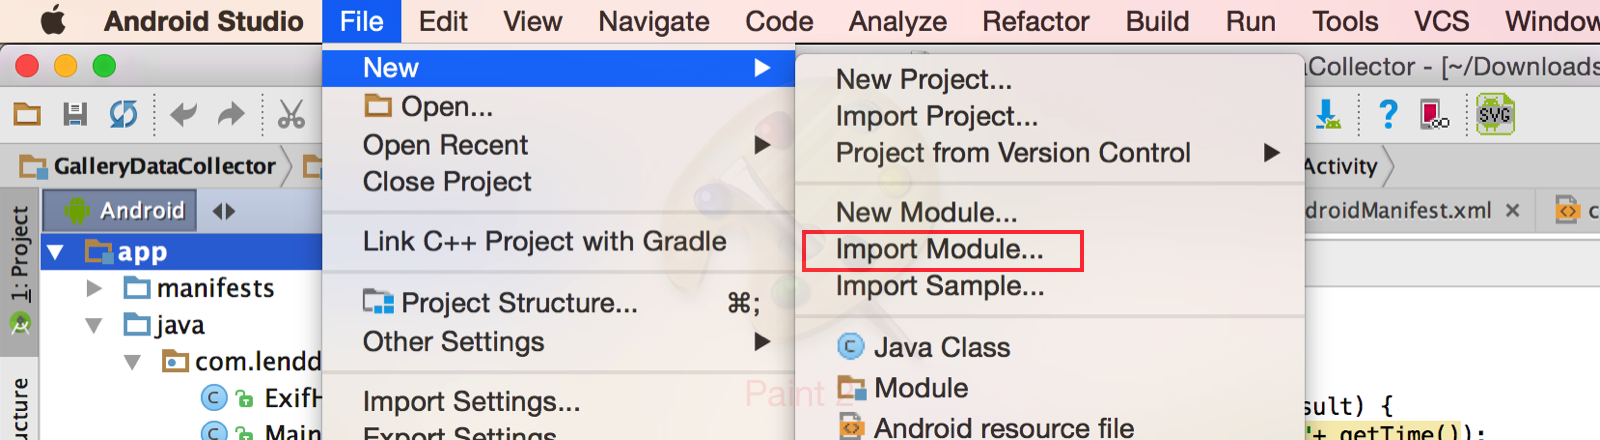 Android Studio File Edit View Navigate Code Analyze Refactor Build Run Tools VCS Window
New
Collector - [~/Downloads
New Project...
Open...
Import Project...
?
SVG
Open Recent
Project from Version Control
GalleryDataCollector
Activity
Close Project
1: Project
Android
New Module...
droidManifest.xml
Link C++ Project with Gradle
Import Module...
app
manifests
Import Sample...
Project Structure... ⌘;
java
Other Settings
C Java Class
com.lendd
Module
Paint 2
C ExifH
Import Settings...
sult) {
C Main
Export Settings
Android resource file
"+ getTime());